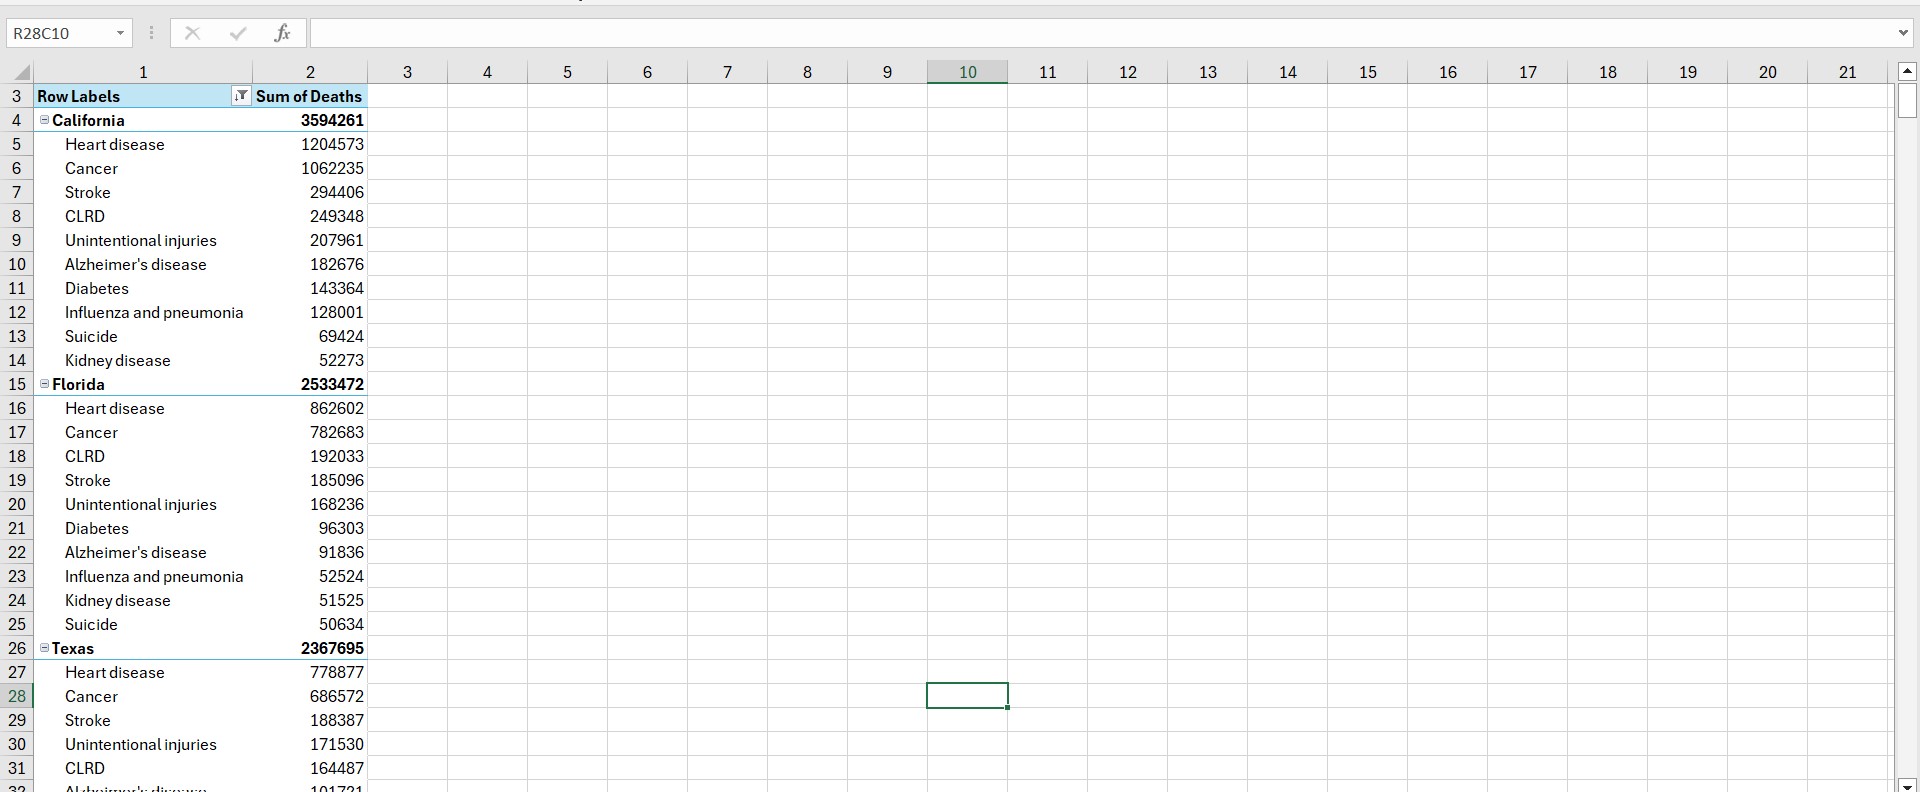 R28C10 fx
1 2 3 4 5 6 7 8 9 10 11 12 13 14 15 16 17 18 19 20 21
3 Row Labels Sum of Deaths
4 California 3594261
5 Heart disease 1204573
6 Cancer 1062235
7 Stroke 294406
8 CLRD 249348
9 Unintentional injuries 207961
10 Alzheimer's disease 182676
11 Diabetes 143364
12 Influenza and pneumonia 128001
13 Suicide 69424
14 Kidney disease 52273
15 Florida 2533472
16 Heart disease 862602
17 Cancer 782683
18 CLRD 192033
19 Stroke 185096
20 Unintentional injuries 168236
21 Diabetes 96303
22 Alzheimer's disease 91836
23 Influenza and pneumonia 52524
24 Kidney disease 51525
25 Suicide 50634
26 Texas 2367695
27 Heart disease 778877
28 Cancer 686572
29 Stroke 188387
30 Unintentional injuries 171530
31 CLRD 164487
32 Alzheimer's disease 101721